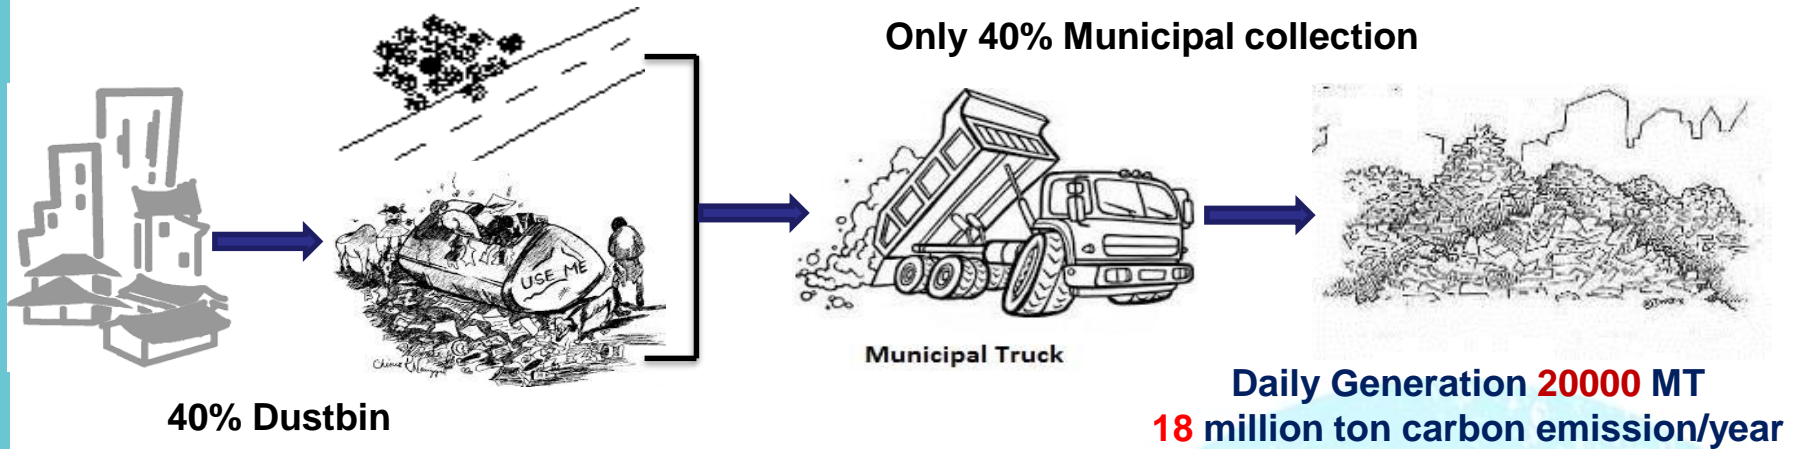 Only 40% Municipal collection
USE ME
Municipal Truck
40% Dustbin
Daily Generation 20000 MT
18 million ton carbon emission/year